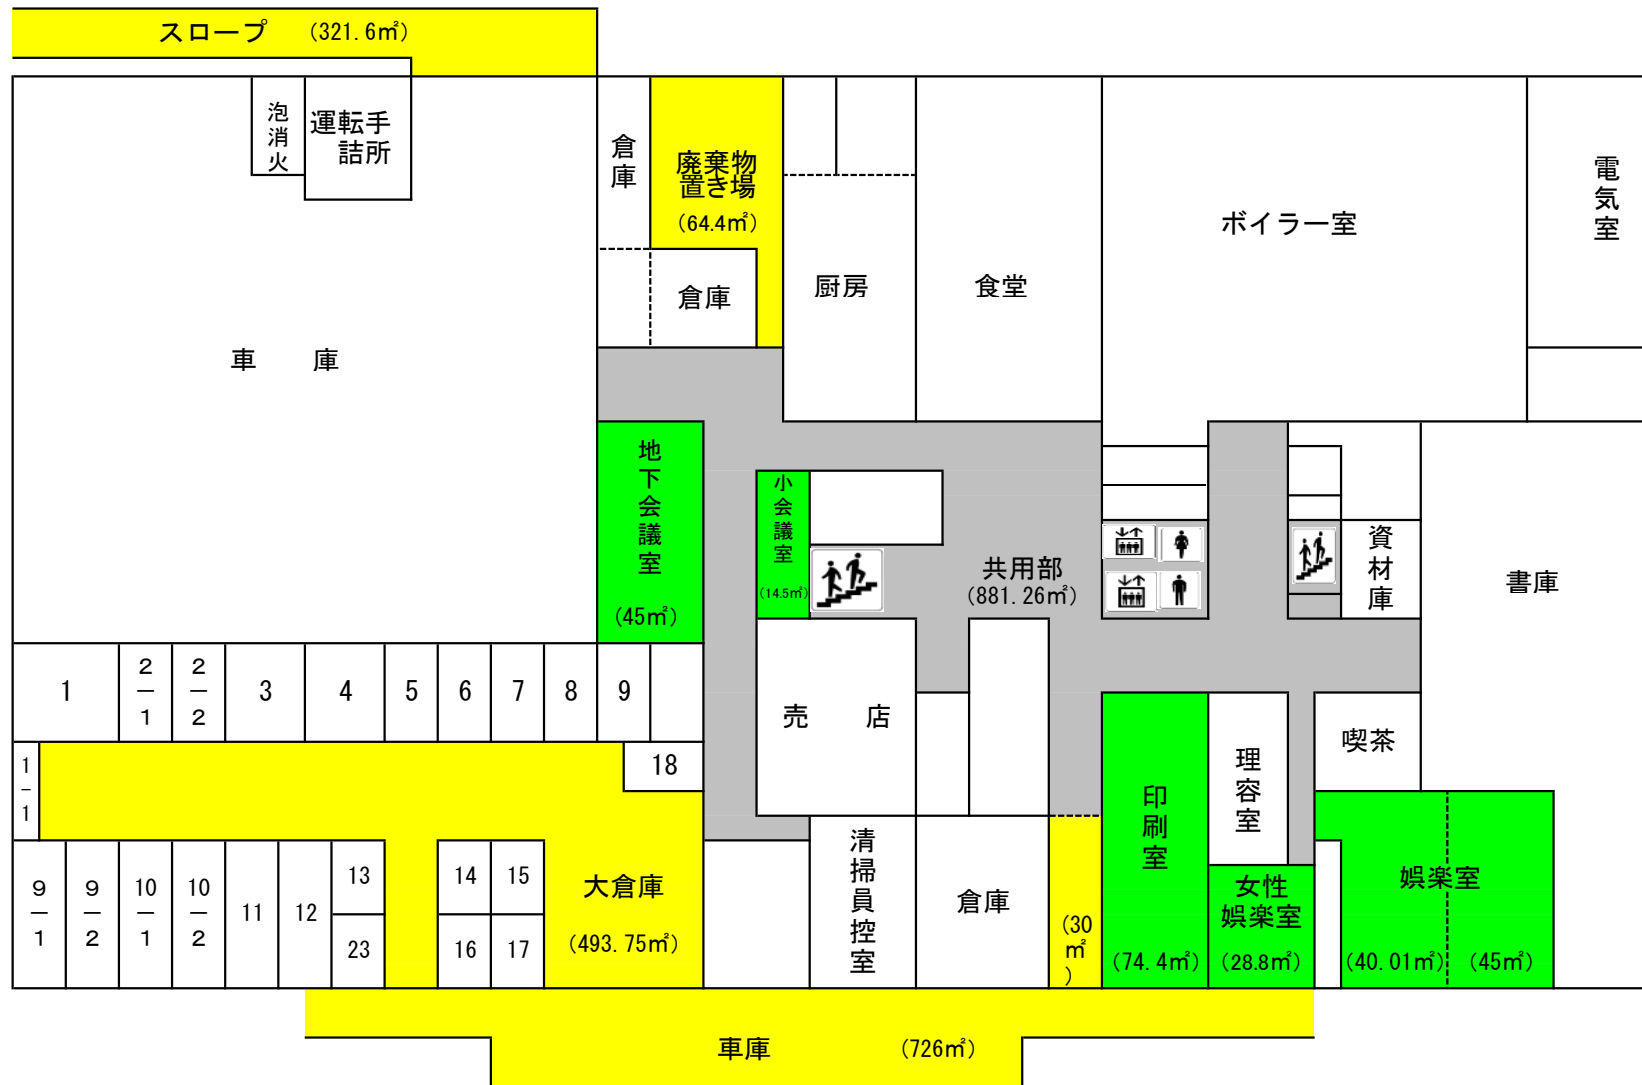 スロープ (321.6㎡)
泡消火
運転手
詰所
倉庫
廃棄物
置き場
(64.4㎡)
倉庫
厨房
食堂
ボイラー室
電気室
車 庫
地下会議室
(45㎡)
小会議室
(14.5㎡)
共用部
(881.26㎡)
資材庫
書庫
1
2-1
2-2
3
4
5
6
7
8
9
18
1-1
売 店
印刷室
(74.4㎡)
理容室
喫茶
9-1
9-2
10-1
10-2
11
12
13
23
14
15
16
17
大倉庫
(493.75㎡)
清掃員控室
倉庫
(30
㎡
)
女性
娯楽室
(28.8㎡)
娯楽室
(40.01㎡) (45㎡)
車庫 (726㎡)